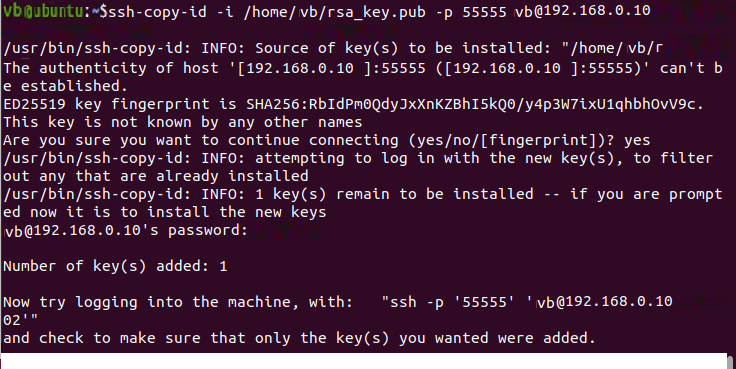 vb@ubuntu:~$ssh-copy-id -i /home/vb/rsa_key.pub -p 55555 vb@192.168.0.10
/usr/bin/ssh-copy-id: INFO: Source of key(s) to be installed: "/home/vb/r
The authenticity of host '[192.168.0.10 ]:55555 ([192.168.0.10 ]:55555)' can't b
e established.
ED25519 key fingerprint is SHA256:RbIdPm0QdyJxXnKZBhI5kQ0/y4p3W7ixU1qhbhOvV9c.
This key is not known by any other names
Are you sure you want to continue connecting (yes/no/[fingerprint])? yes
/usr/bin/ssh-copy-id: INFO: attempting to log in with the new key(s), to filter
out any that are already installed
/usr/bin/ssh-copy-id: INFO: 1 key(s) remain to be installed -- if you are prompt
ed now it is to install the new keys
vb@192.168.0.10's password:
Number of key(s) added: 1
Now try logging into the machine, with:   "ssh -p '55555' 'vb@192.168.0.10
02'"
and check to make sure that only the key(s) you wanted were added.